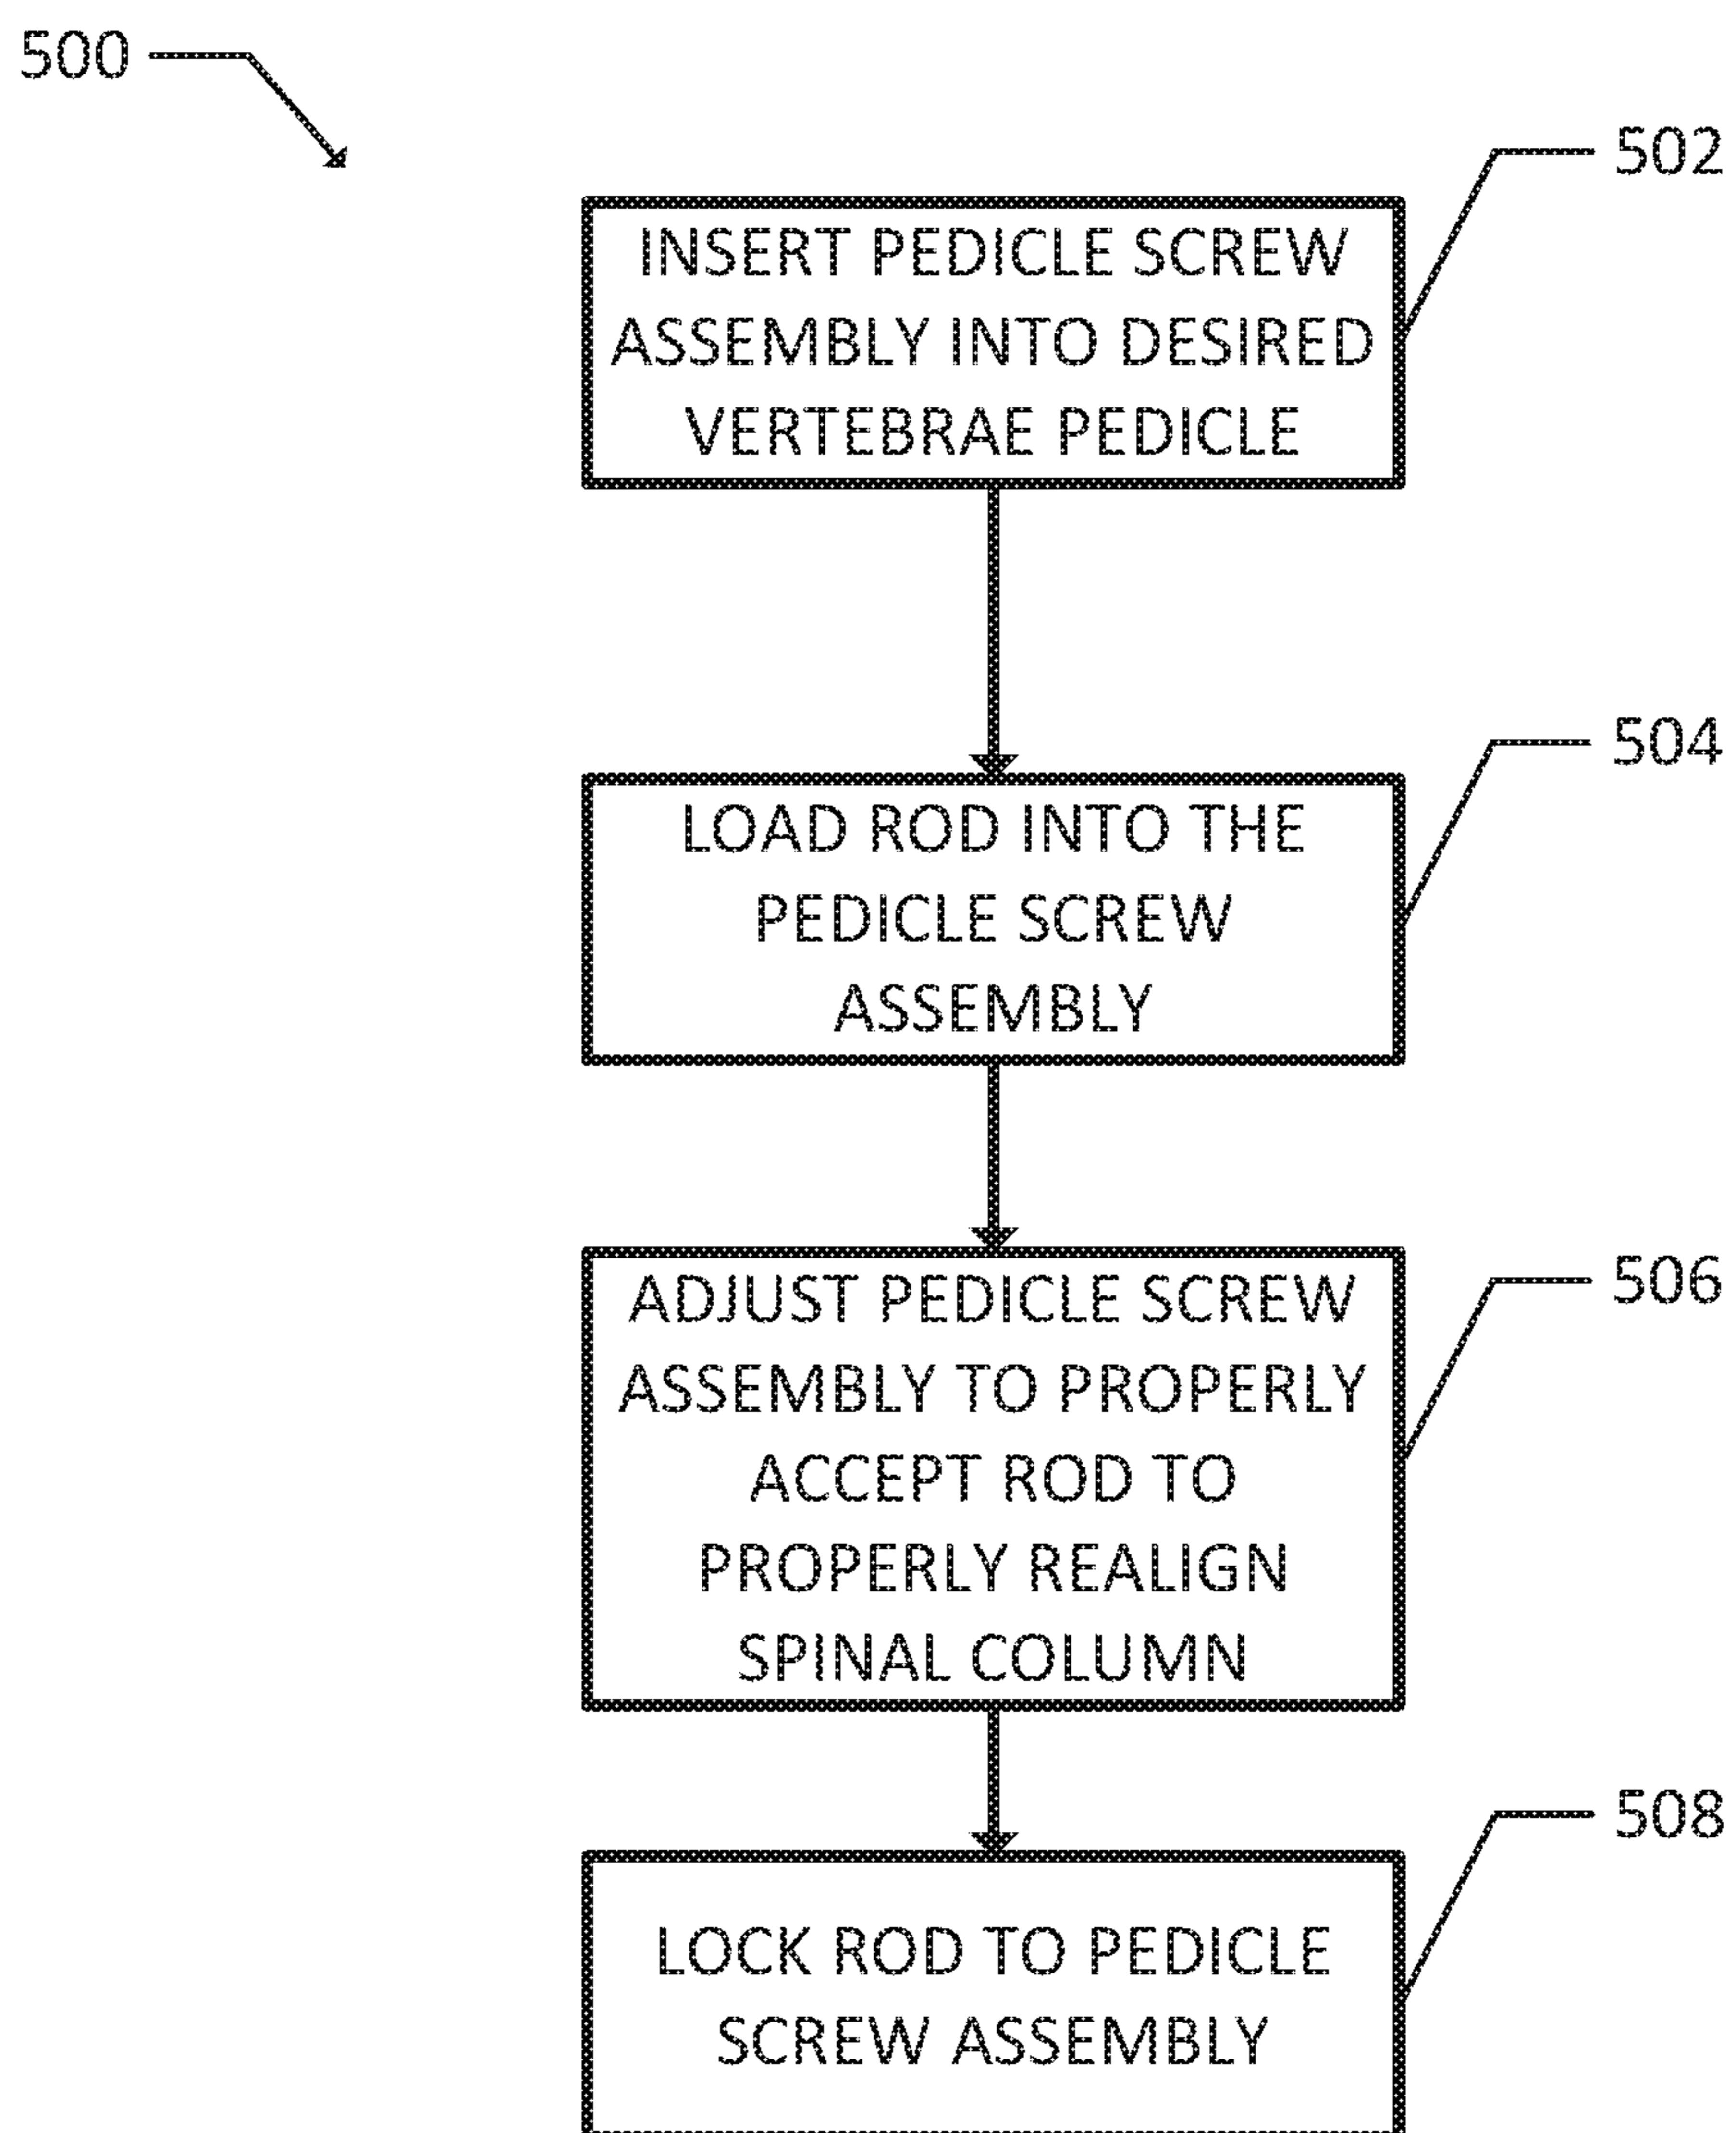 500
502
INSERT PEDICLE SCREW
ASSEMBLY INTO DESIRED
VERTEBRAE PEDICLE
504
LOAD ROD INTO THE
PEDICLE SCREW
ASSEMBLY
506
ADJUST PEDICLE SCREW
ASSEMBLY TO PROPERLY
ACCEPT ROD TO
PROPERLY REALIGN
SPINAL COLUMN
508
LOCK ROD TO PEDICLE
SCREW ASSEMBLY